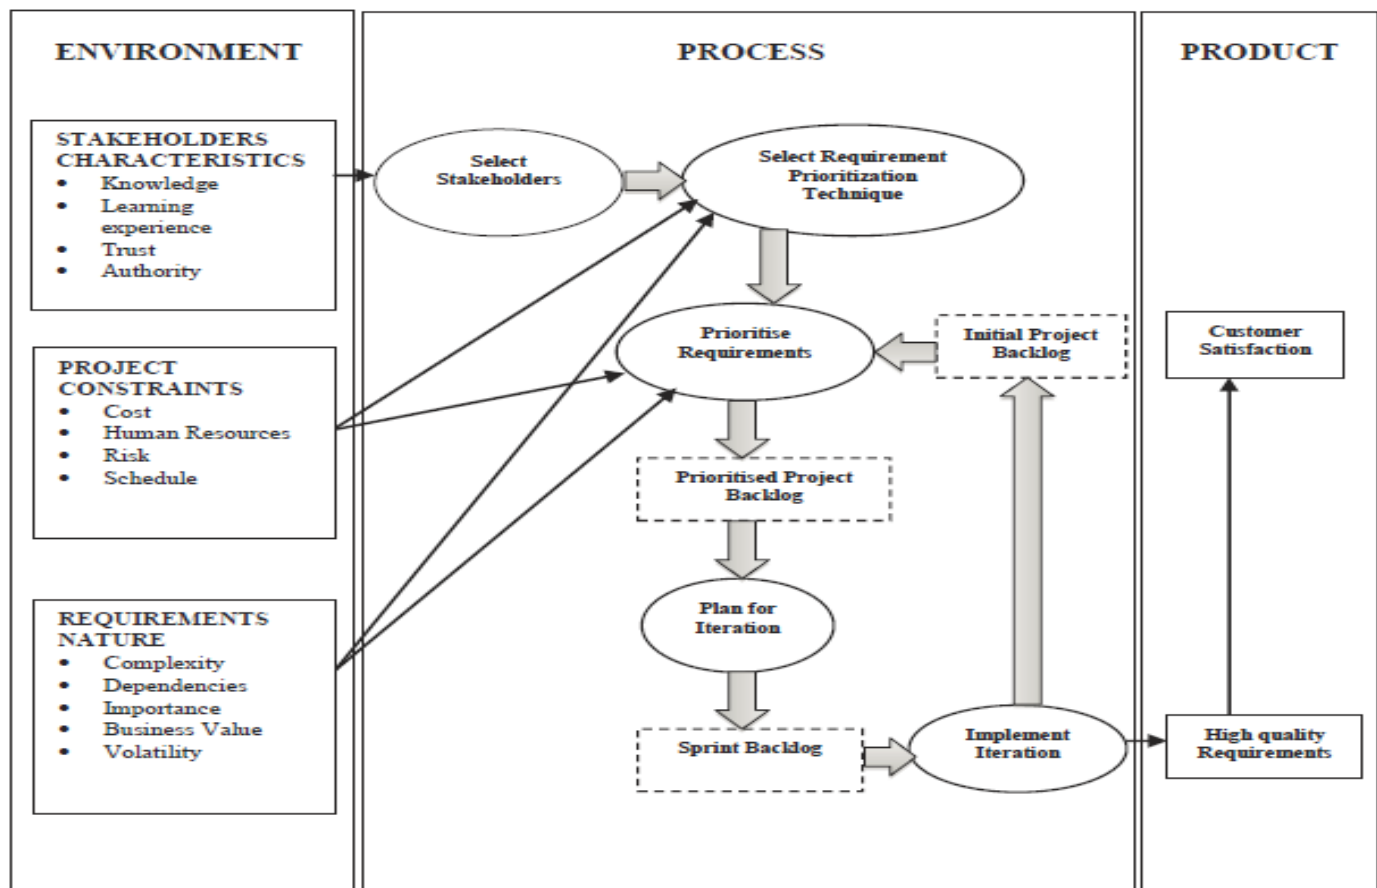 ENVIRONMENT
STAKEHOLDERS
CHARACTERISTICS
• Knowledge
• Learning
experience
• Trust
• Authority
PROJECT
CONSTRAINTS
• Cost
• Human Resources
• Risk
• Schedule
REQUIREMENTS
NATURE
• Complexity
• Dependencies
• Importance
• Business Value
• Volatility
PROCESS
Select
Stakeholders
Select Requirement
Prioritization
Technique
Prioritise
Requirements
Initial Project
Backlog
Prioritised Project
Backlog
Plan for
Iteration
Sprint Backlog
Implement
Iteration
PRODUCT
Customer
Satisfaction
High quality
Requirements